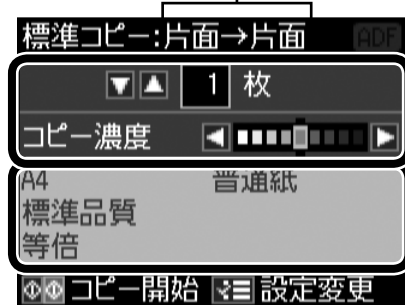 標準コピー:片面→片面 ADF
▼▲ 1 枚
コピー濃度
A4 普通紙
標準品質
等倍
コピー開始 設定変更